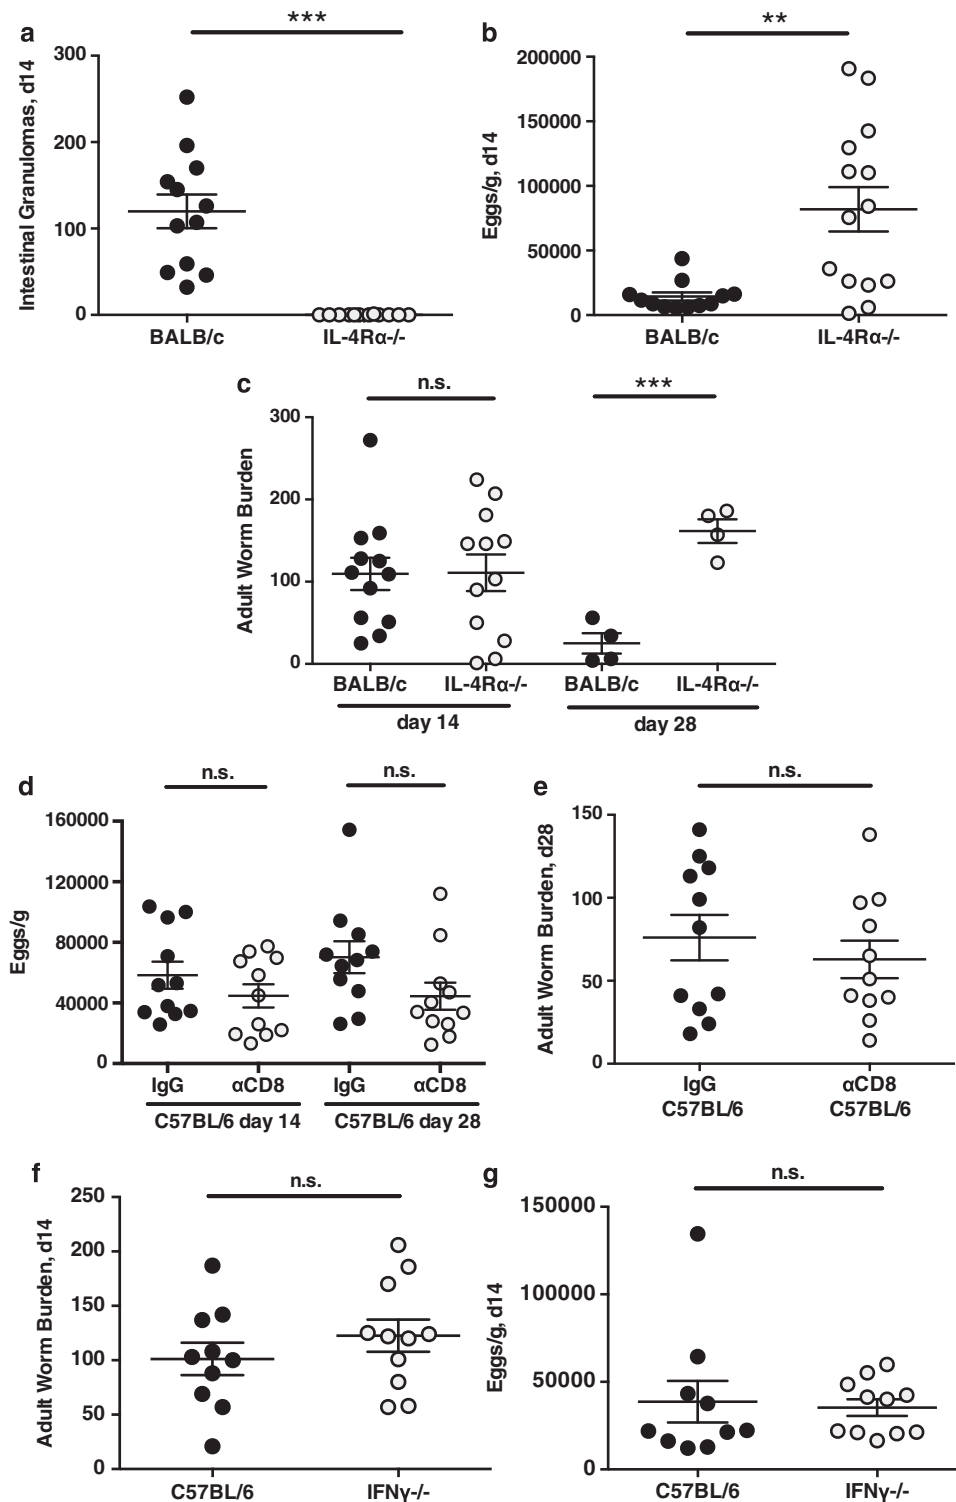 a
***
Intestinal Granulomas, d14
300
200
100
0
BALB/c
IL-4Rα-/-
b
**
Eggs/g, d14
200000
150000
100000
50000
0
BALB/c
IL-4Rα-/-
c
n.s.
***
Adult Worm Burden
300
200
100
0
BALB/c
IL-4Rα-/-
BALB/c
IL-4Rα-/-
day 14
day 28
d
n.s.
n.s.
Eggs/g
160000
120000
80000
40000
0
IgG
αCD8
IgG
αCD8
C57BL/6 day 14
C57BL/6 day 28
e
n.s.
Adult Worm Burden, d28
150
100
50
0
IgG
C57BL/6
αCD8
C57BL/6
f
n.s.
Adult Worm Burden, d14
250
200
150
100
50
0
C57BL/6
IFNγ-/-
g
n.s.
Eggs/g, d14
150000
100000
50000
0
C57BL/6
IFNγ-/-